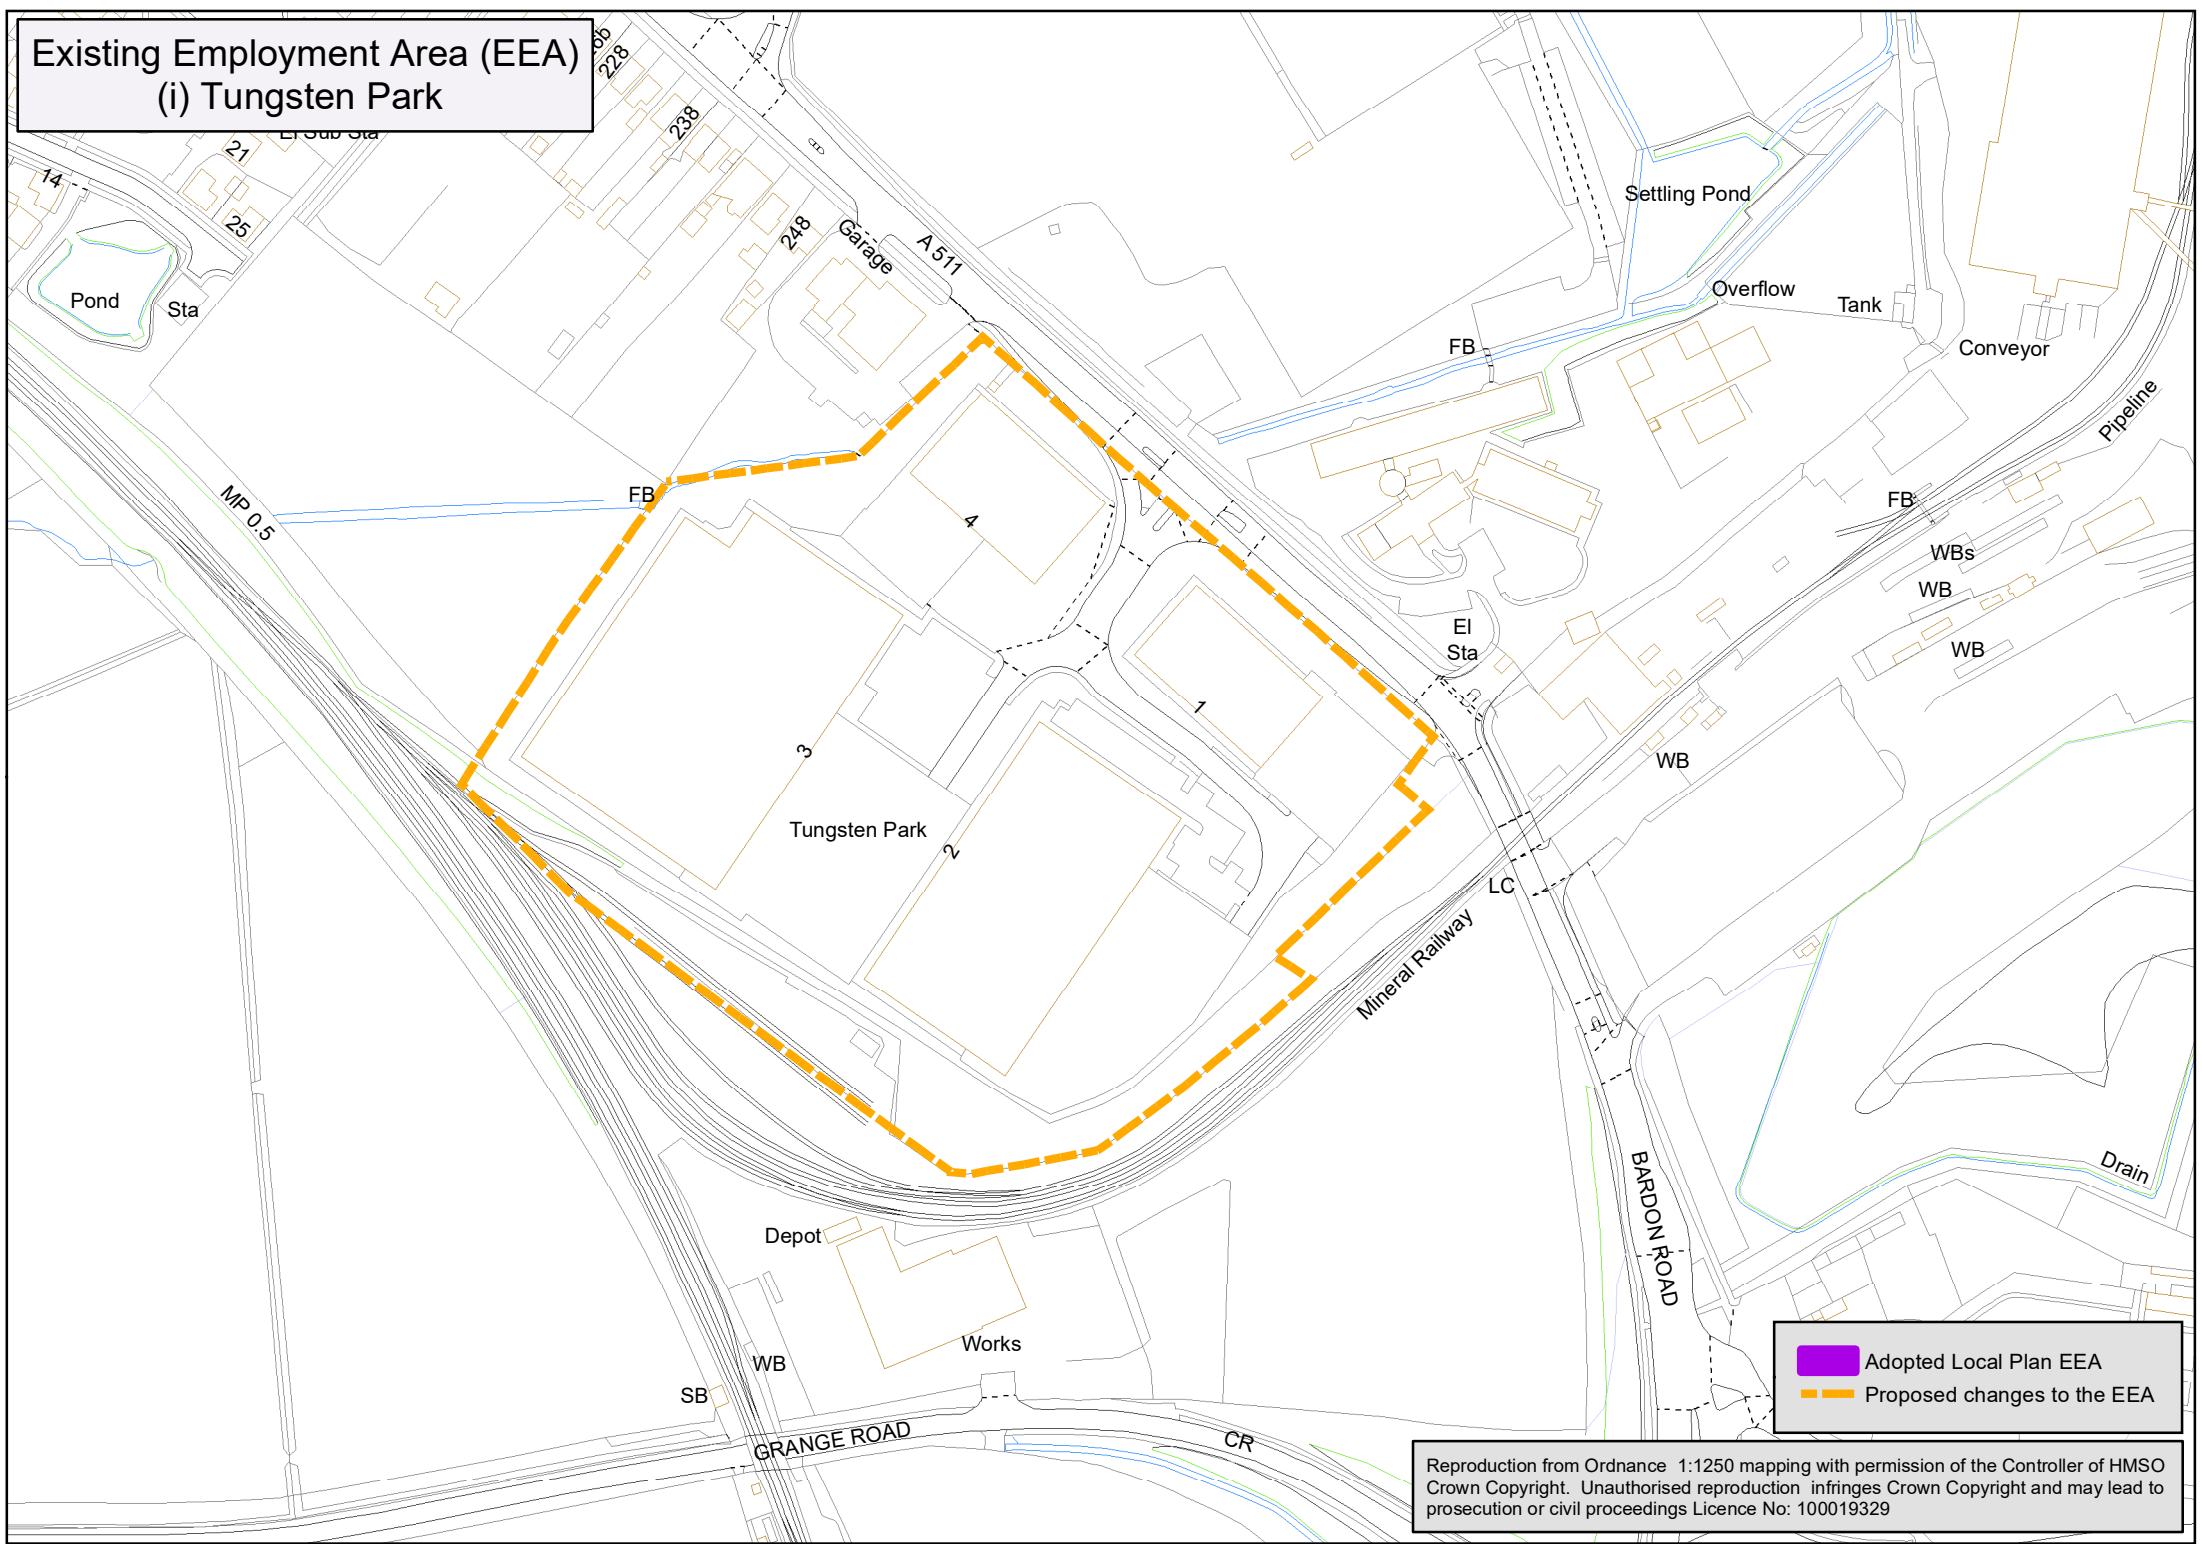 Existing Employment Area (EEA)
(i) Tungsten Park
6b
228
238
248
El Sub Sta
21
25
14
Pond
Sta
Garage
A 511
Settling Pond
Overflow
Tank
Conveyor
FB
Pipeline
FB
MP 0.5
FB
WBs
WB
WB
El
Sta
WB
4
1
3
2
Tungsten Park
LC
Mineral Railway
BARDON ROAD
Drain
Depot
Works
WB
SB
GRANGE ROAD
CR
Adopted Local Plan EEA
Proposed changes to the EEA
Reproduction from Ordnance 1:1250 mapping with permission of the Controller of HMSO
Crown Copyright. Unauthorised reproduction infringes Crown Copyright and may lead to
prosecution or civil proceedings Licence No: 100019329